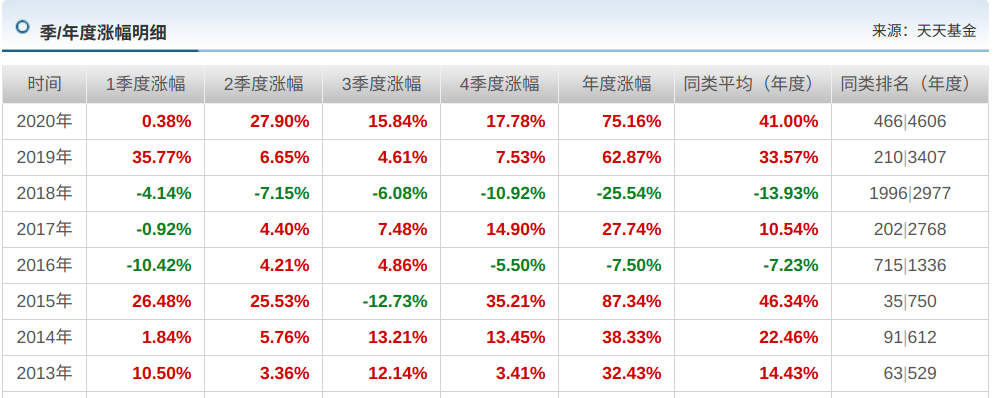 季/年度涨幅明细 来源：天天基金
时间 1季度涨幅 2季度涨幅 3季度涨幅 4季度涨幅 年度涨幅 同类平均（年度） 同类排名（年度）
2020年 0.38% 27.90% 15.84% 17.78% 75.16% 41.00% 466|4606
2019年 35.77% 6.65% 4.61% 7.53% 62.87% 33.57% 210|3407
2018年 -4.14% -7.15% -6.08% -10.92% -25.54% -13.93% 1996|2977
2017年 -0.92% 4.40% 7.48% 14.90% 27.74% 10.54% 202|2768
2016年 -10.42% 4.21% 4.86% -5.50% -7.50% -7.23% 715|1336
2015年 26.48% 25.53% -12.73% 35.21% 87.34% 46.34% 35|750
2014年 1.84% 5.76% 13.21% 13.45% 38.33% 22.46% 91|612
2013年 10.50% 3.36% 12.14% 3.41% 32.43% 14.43% 63|529